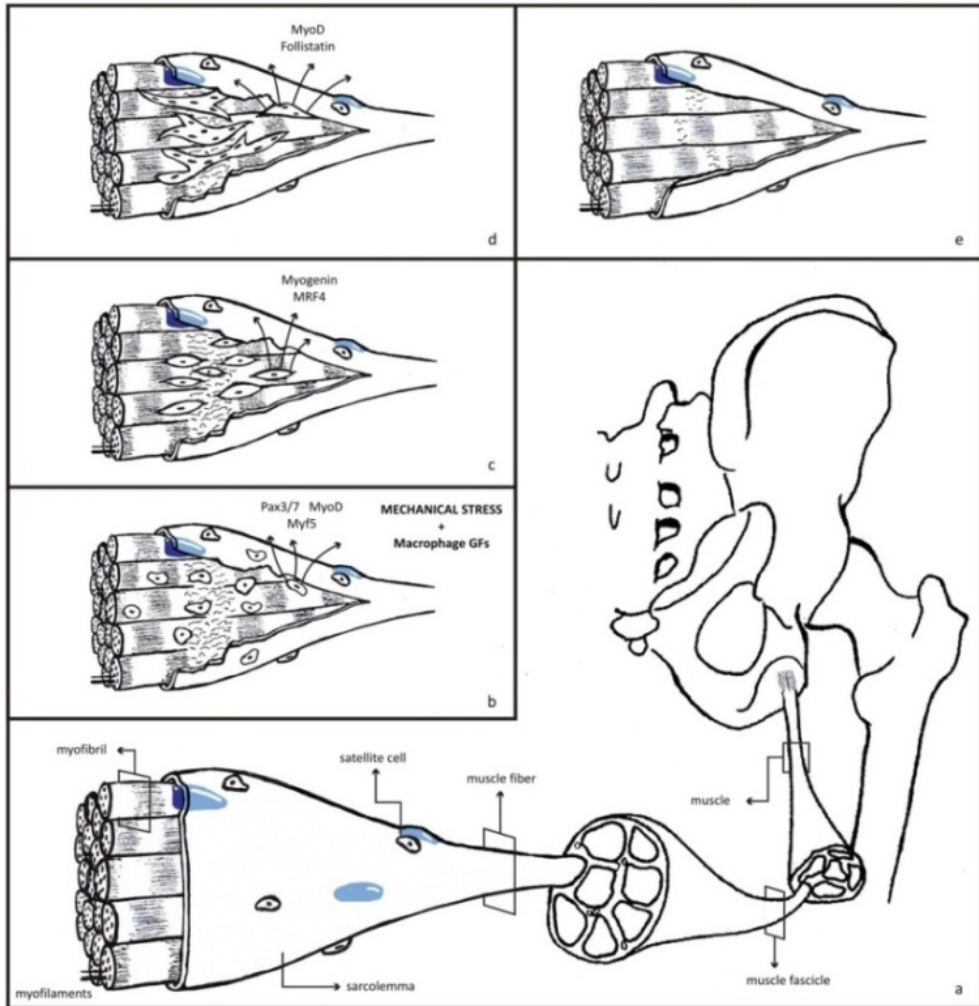 MyoD
Follistatin
d
e
Myogenin
MRF4
c
Pax3/7 MyoD
Myf5
MECHANICAL STRESS
+
Macrophage GFs
b
myofibril
satellite cell
muscle fiber
muscle
myofilaments
sarcolemma
muscle fascicle
a